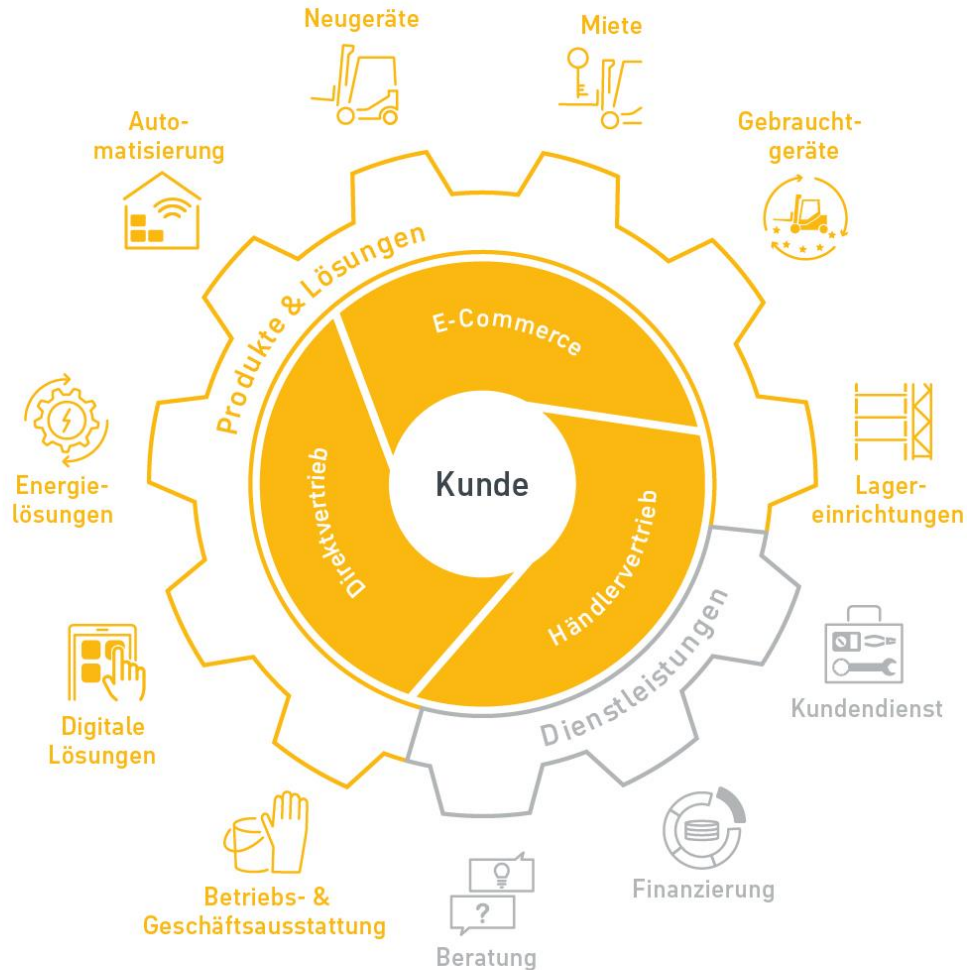 Neugeräte
Miete
Auto-
matisierung
Gebraucht-
geräte
Produkte & Lösungen
E-Commerce
Direktvertrieb
Kunde
Händlervertrieb
Energie-
lösungen
Lager-
einrichtungen
Dienstleistungen
Digitale
Lösungen
Kundendienst
Betriebs- &
Geschäftsausstattung
?
Finanzierung
Beratung